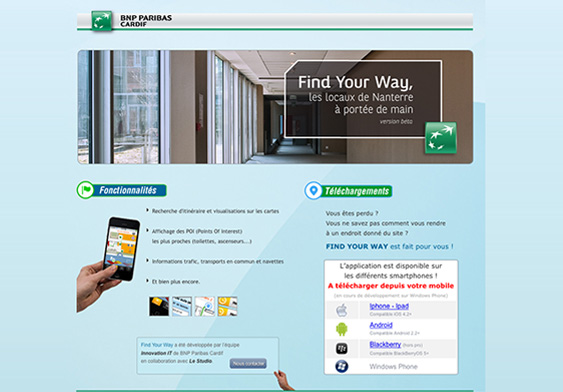 BNP PARIBAS
CARDIF
Find Your Way,
les locaux de Nanterre
à portée de main
version béta
Fonctionnalités
Recherche d'itinéraire et visualisations sur les cartes
Affichage des POI (Points Of Interest)
les plus proches (toilettes, ascenseurs....)
Informations trafic, transports en commun et navettes
Et bien plus encore.
Find Your Way a été développée par l'équipe
Innovation IT de BNP Paribas Cardif
en collaboration avec Le Studio.
Nous contacter
Téléchargements
Vous êtes perdu ?
Vous ne savez pas comment vous rendre
à un endroit donné du site ?
FIND YOUR WAY est fait pour vous !
L'application est disponible sur
les différents smartphones !
A télécharger depuis votre mobile
(en cours de développement sur Windows Phone)
Iphone - Ipad
Compatible iOS 4.2+
Android
Compatible Android 2.2+
Blackberry (hors pro)
Compatible BlackBerryOS 5+
Windows Phone